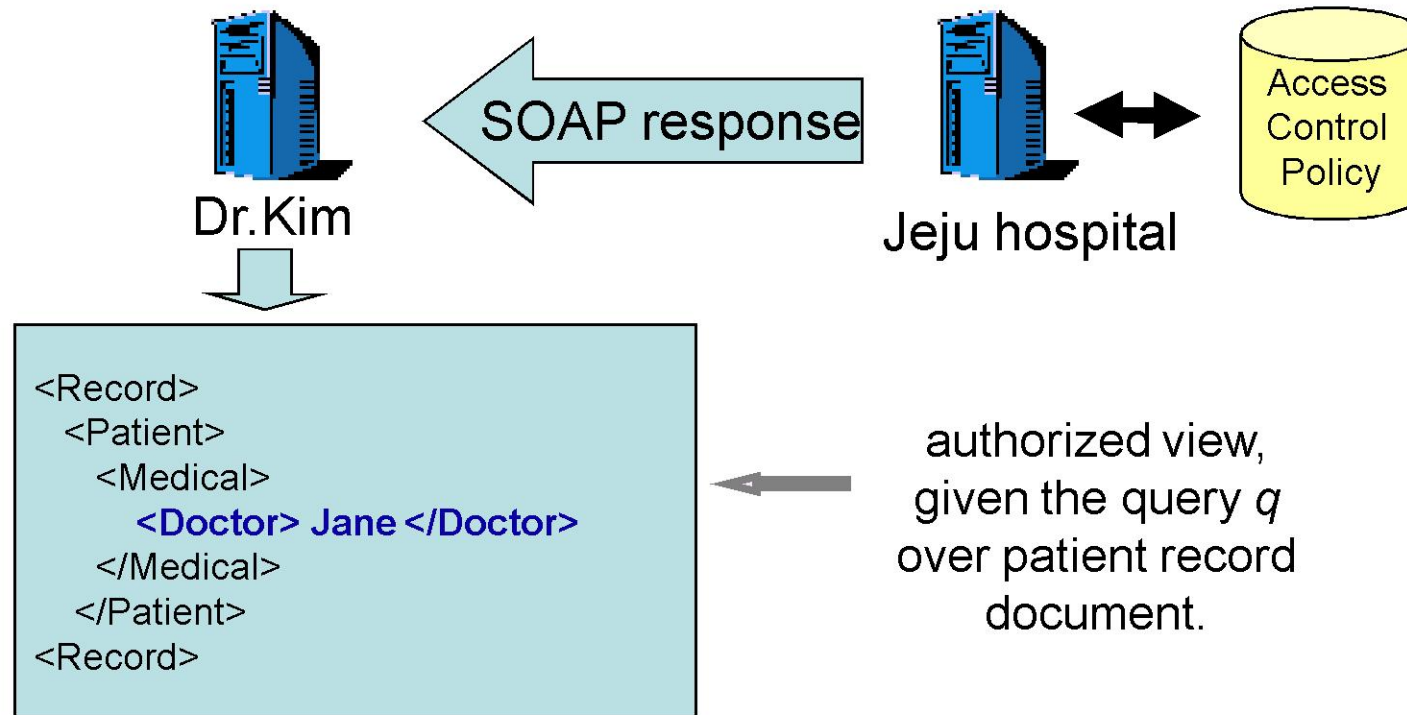 SOAP response
Access
Control
Policy
Dr.Kim
Jeju hospital
<Record>
<Patient>
<Medical>
<Doctor> Jane </Doctor>
</Medical>
</Patient>
<Record>
authorized view,
given the query q
over patient record
document.